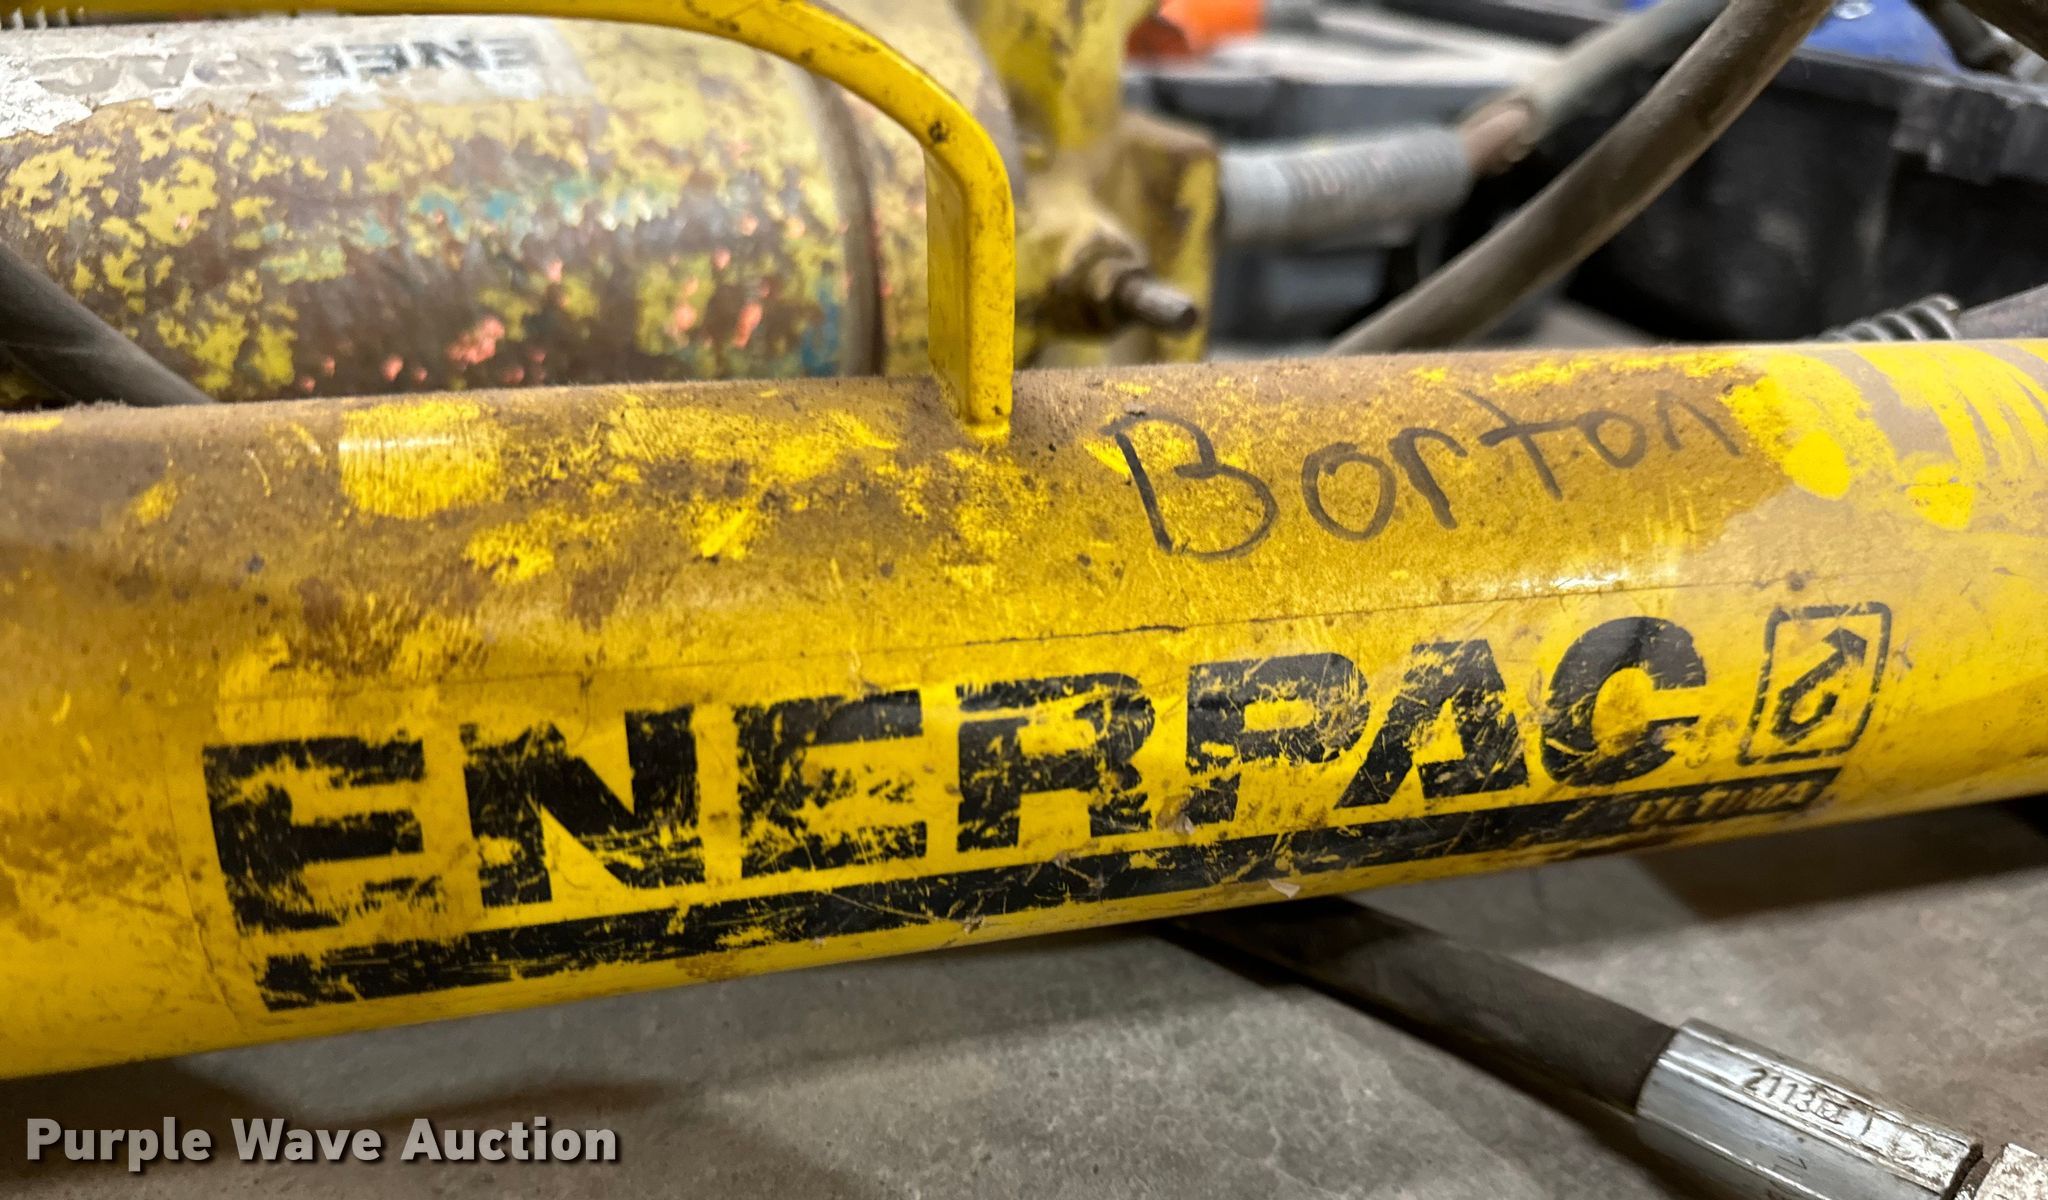 Borton
ENERPAC
ULTIMA
Purple Wave Auction